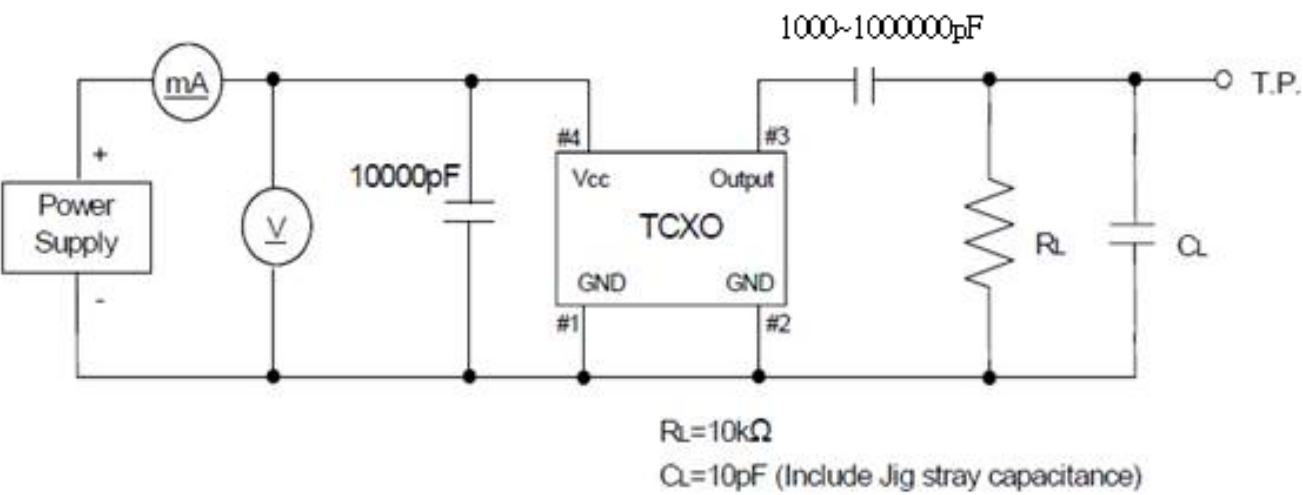 1000~1000000pF
mA
T.P.
#4
#3
+
10000pF
Vcc
Output
Power
Supply
V
TCXO
RL
CL
-
GND
GND
#1
#2
RL=10kΩ
CL=10pF (Include Jig stray capacitance)